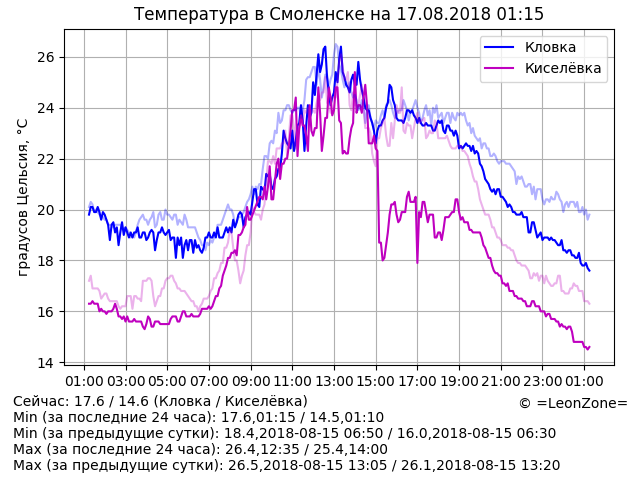 Температура в Смоленске на 17.08.2018 01:15
Кловка
Киселёвка
градусов Цельсия, °C
26
24
22
20
18
16
14
01:00 03:00 05:00 07:00 09:00 11:00 13:00 15:00 17:00 19:00 21:00 23:00 01:00
Сейчас: 17.6 / 14.6 (Кловка / Киселёвка)
© =LeonZone=
Min (за последние 24 часа): 17.6,01:15 / 14.5,01:10
Min (за предыдущие сутки): 18.4,2018-08-15 06:50 / 16.0,2018-08-15 06:30
Max (за последние 24 часа): 26.4,12:35 / 25.4,14:00
Max (за предыдущие сутки): 26.5,2018-08-15 13:05 / 26.1,2018-08-15 13:20